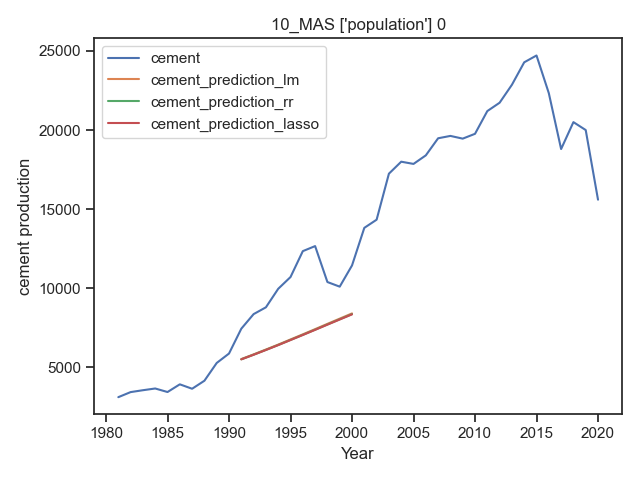 10_MAS ['population'] 0
cement
cement_prediction_lm
cement_prediction_rr
cement_prediction_lasso
cement production
25000
20000
15000
10000
5000
1980 1985 1990 1995 2000 2005 2010 2015 2020
Year